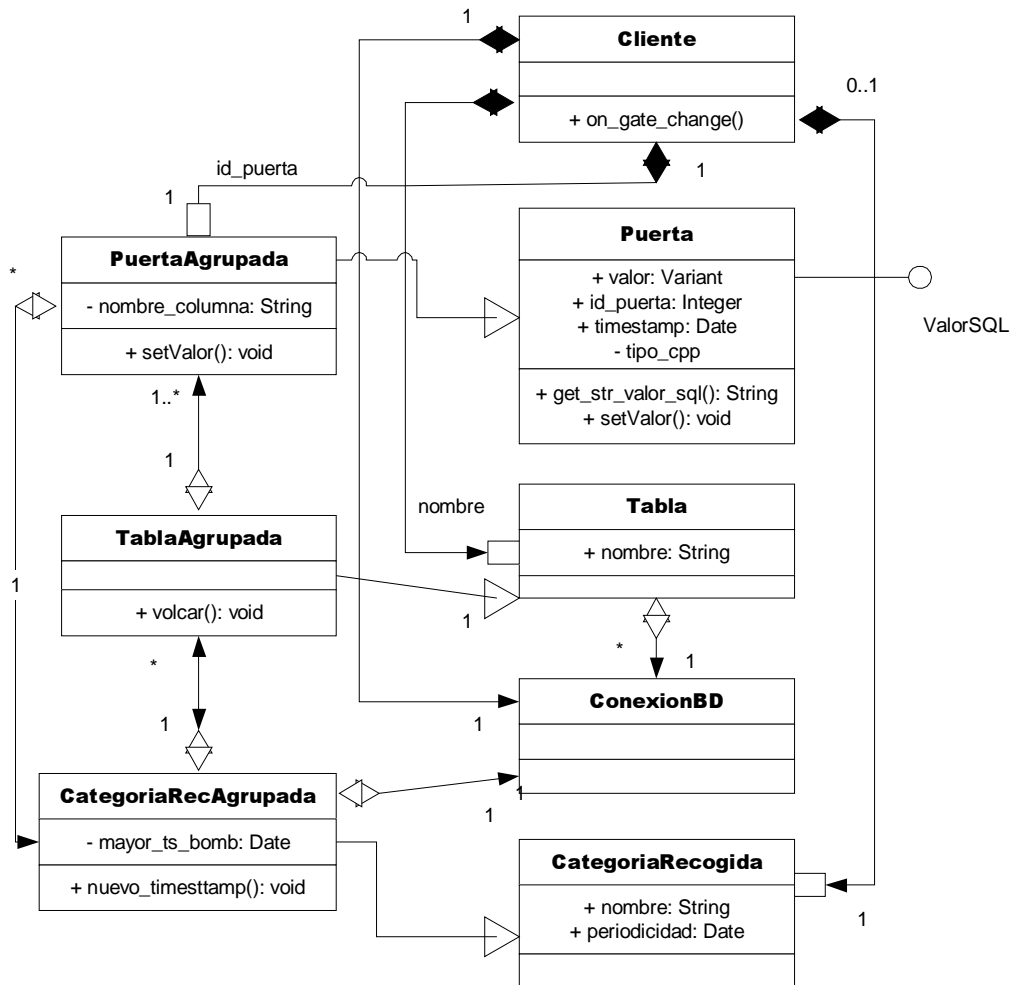 1
Cliente
0..1
+ on_gate_change()
id_puerta
1
1
Puerta
PuertaAgrupada
*
+ valor: Variant
- nombre_columna: String
+ id_puerta: Integer
+ timestamp: Date
ValorSQL
+ setValor(): void
- tipo_cpp
1..*
+ get_str_valor_sql(): String
+ setValor(): void
1
nombre
Tabla
TablaAgrupada
+ nombre: String
1
+ volcar(): void
1
*
*
1
ConexionBD
1
1
CategoriaRecAgrupada
1
1
- mayor_ts_bomb: Date
CategoriaRecogida
+ nuevo_timesttamp(): void
+ nombre: String
1
+ periodicidad: Date